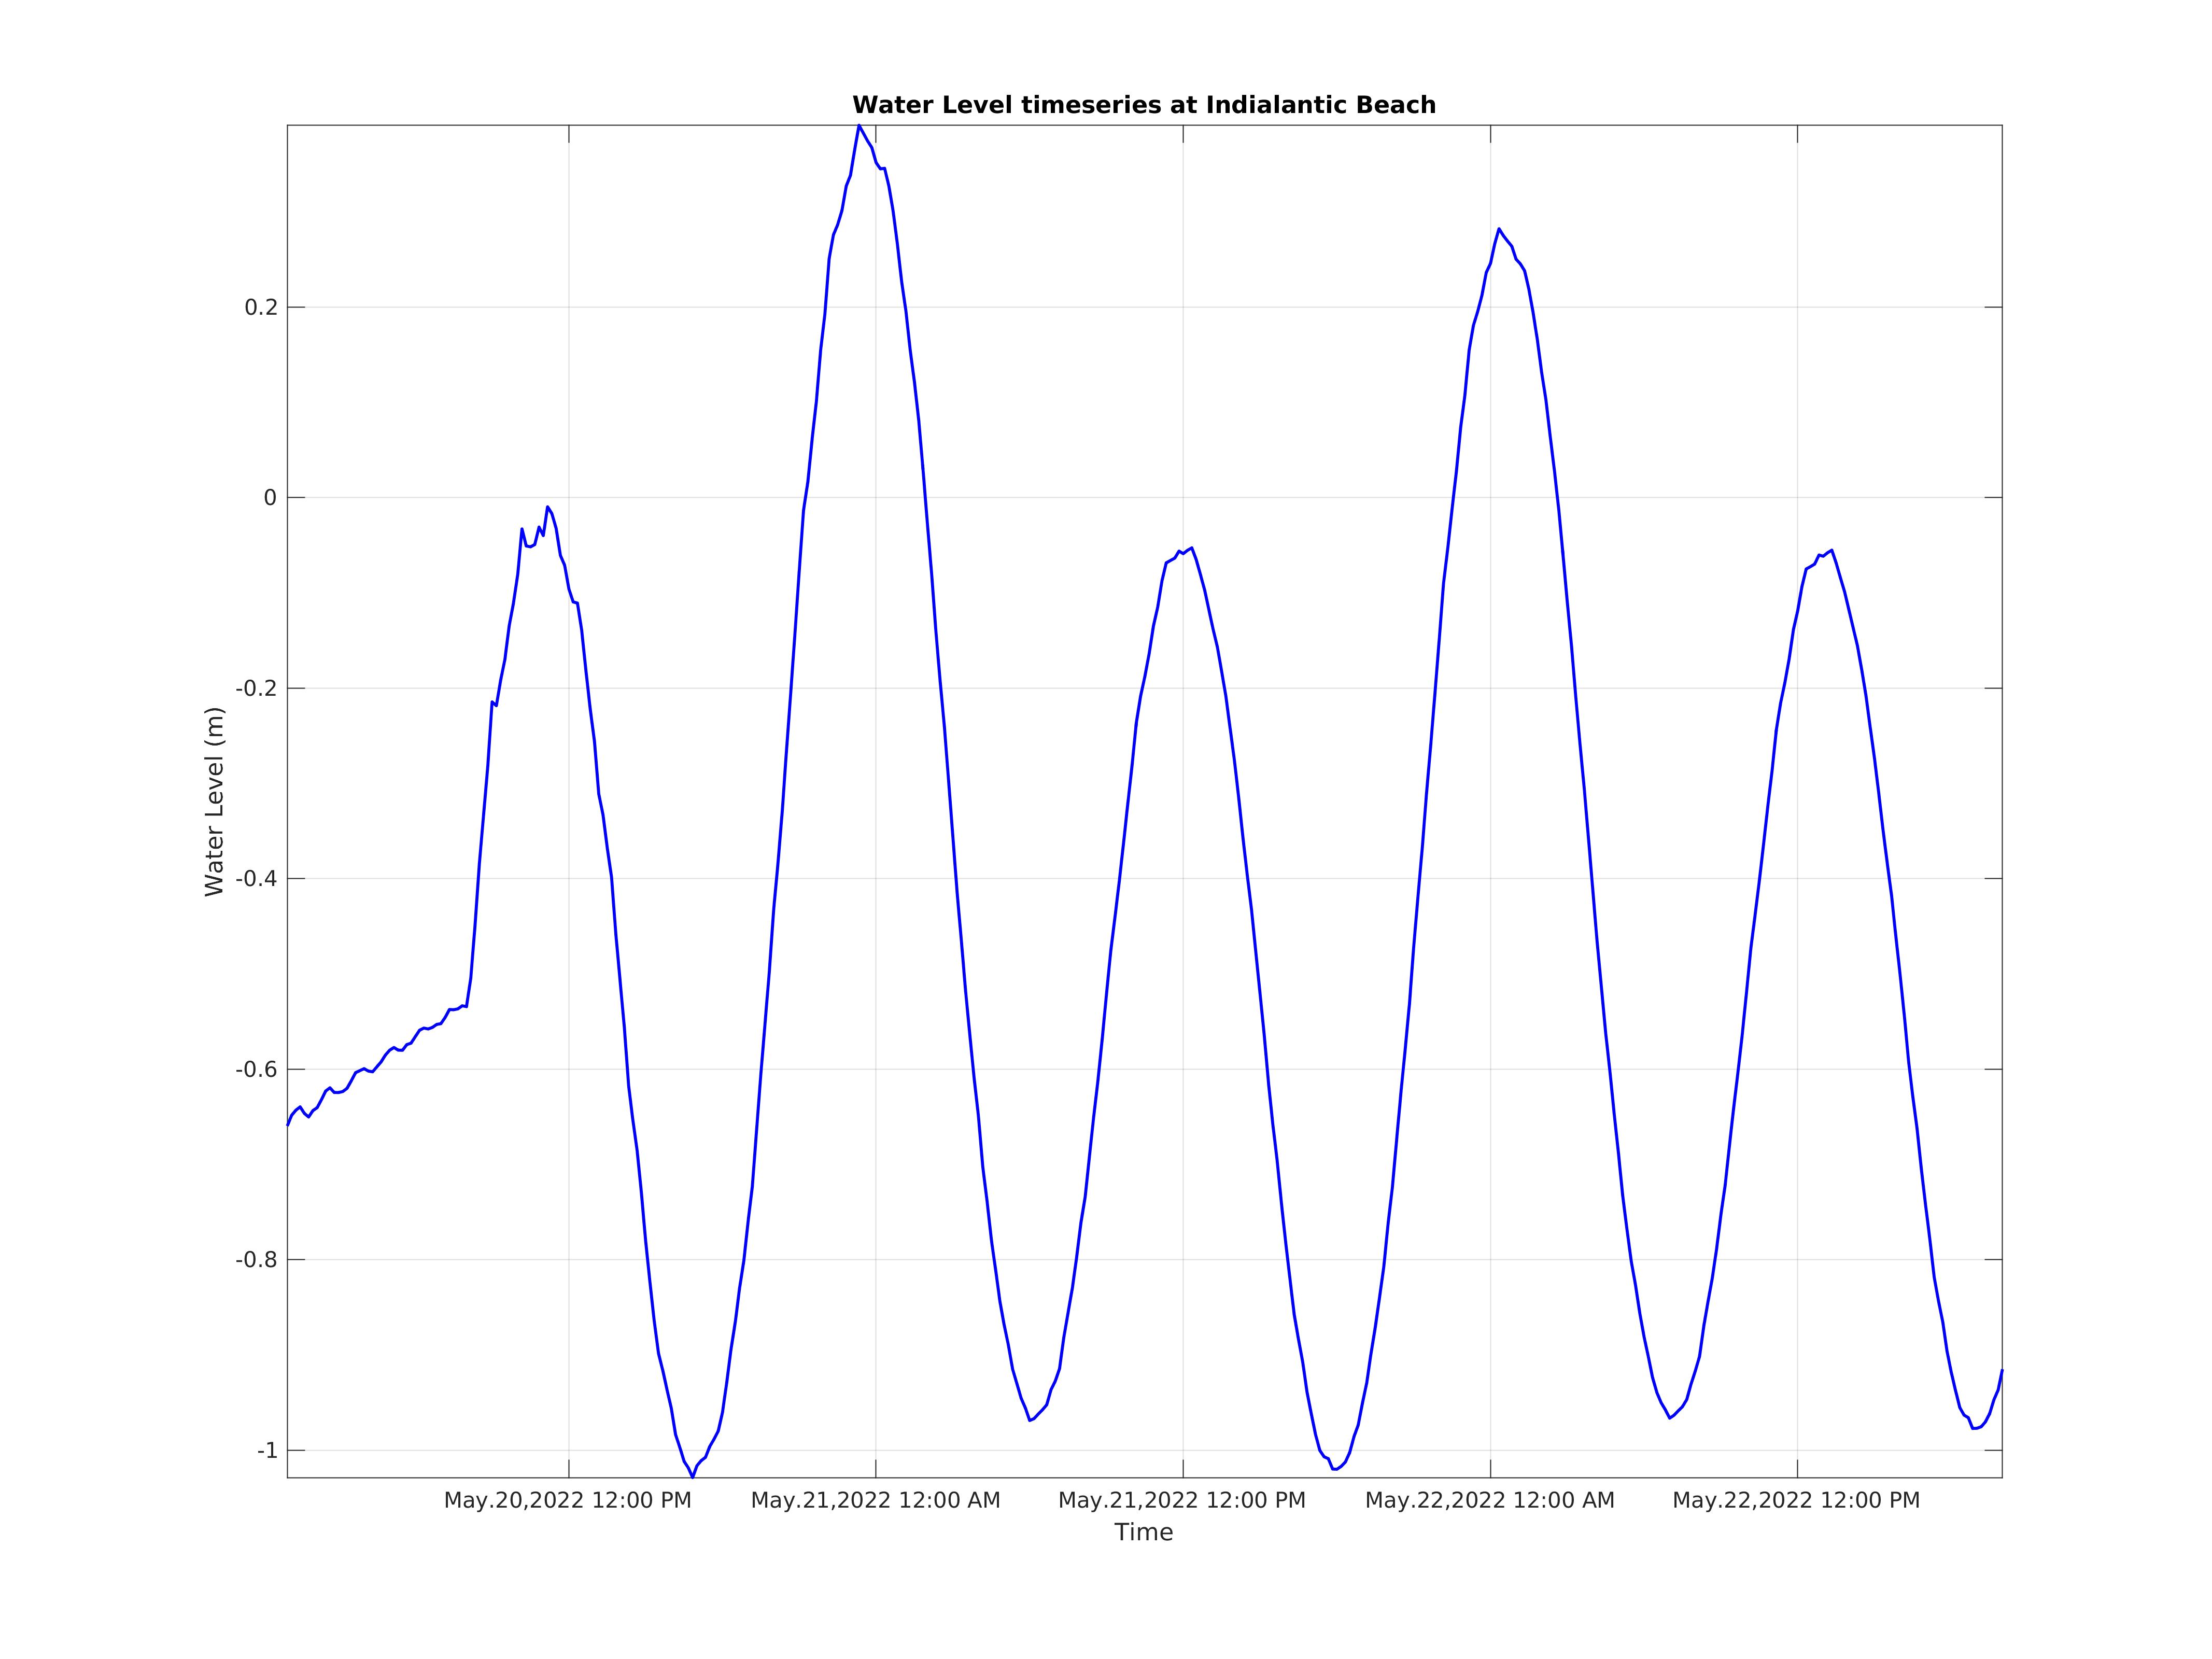 Water Level timeseries at Indialantic Beach
0.2
0
-0.2
-0.4
-0.6
-0.8
-1
Water Level (m)
May.20,2022 12:00 PM
May.21,2022 12:00 AM
May.21,2022 12:00 PM
May.22,2022 12:00 AM
May.22,2022 12:00 PM
Time